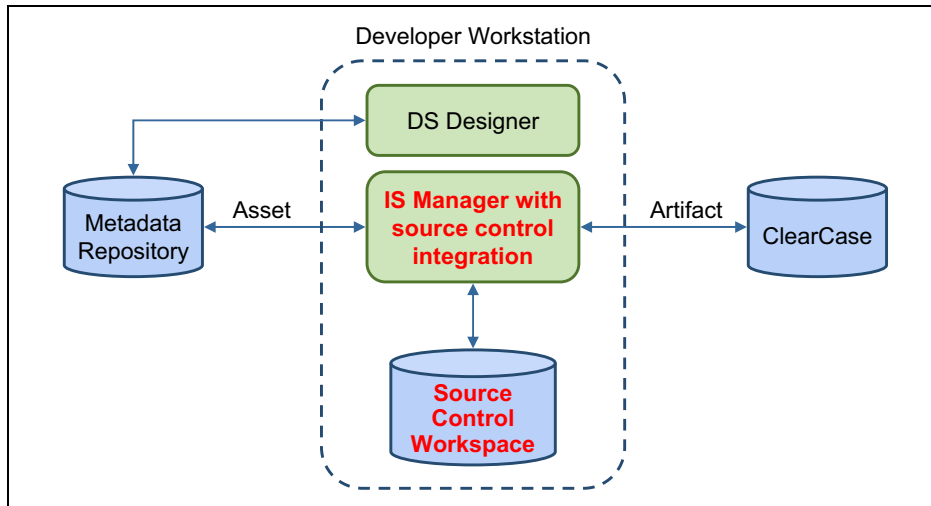 Developer Workstation
DS Designer
Metadata
Repository
Asset
IS Manager with
source control
integration
Artifact
ClearCase
Source
Control
Workspace